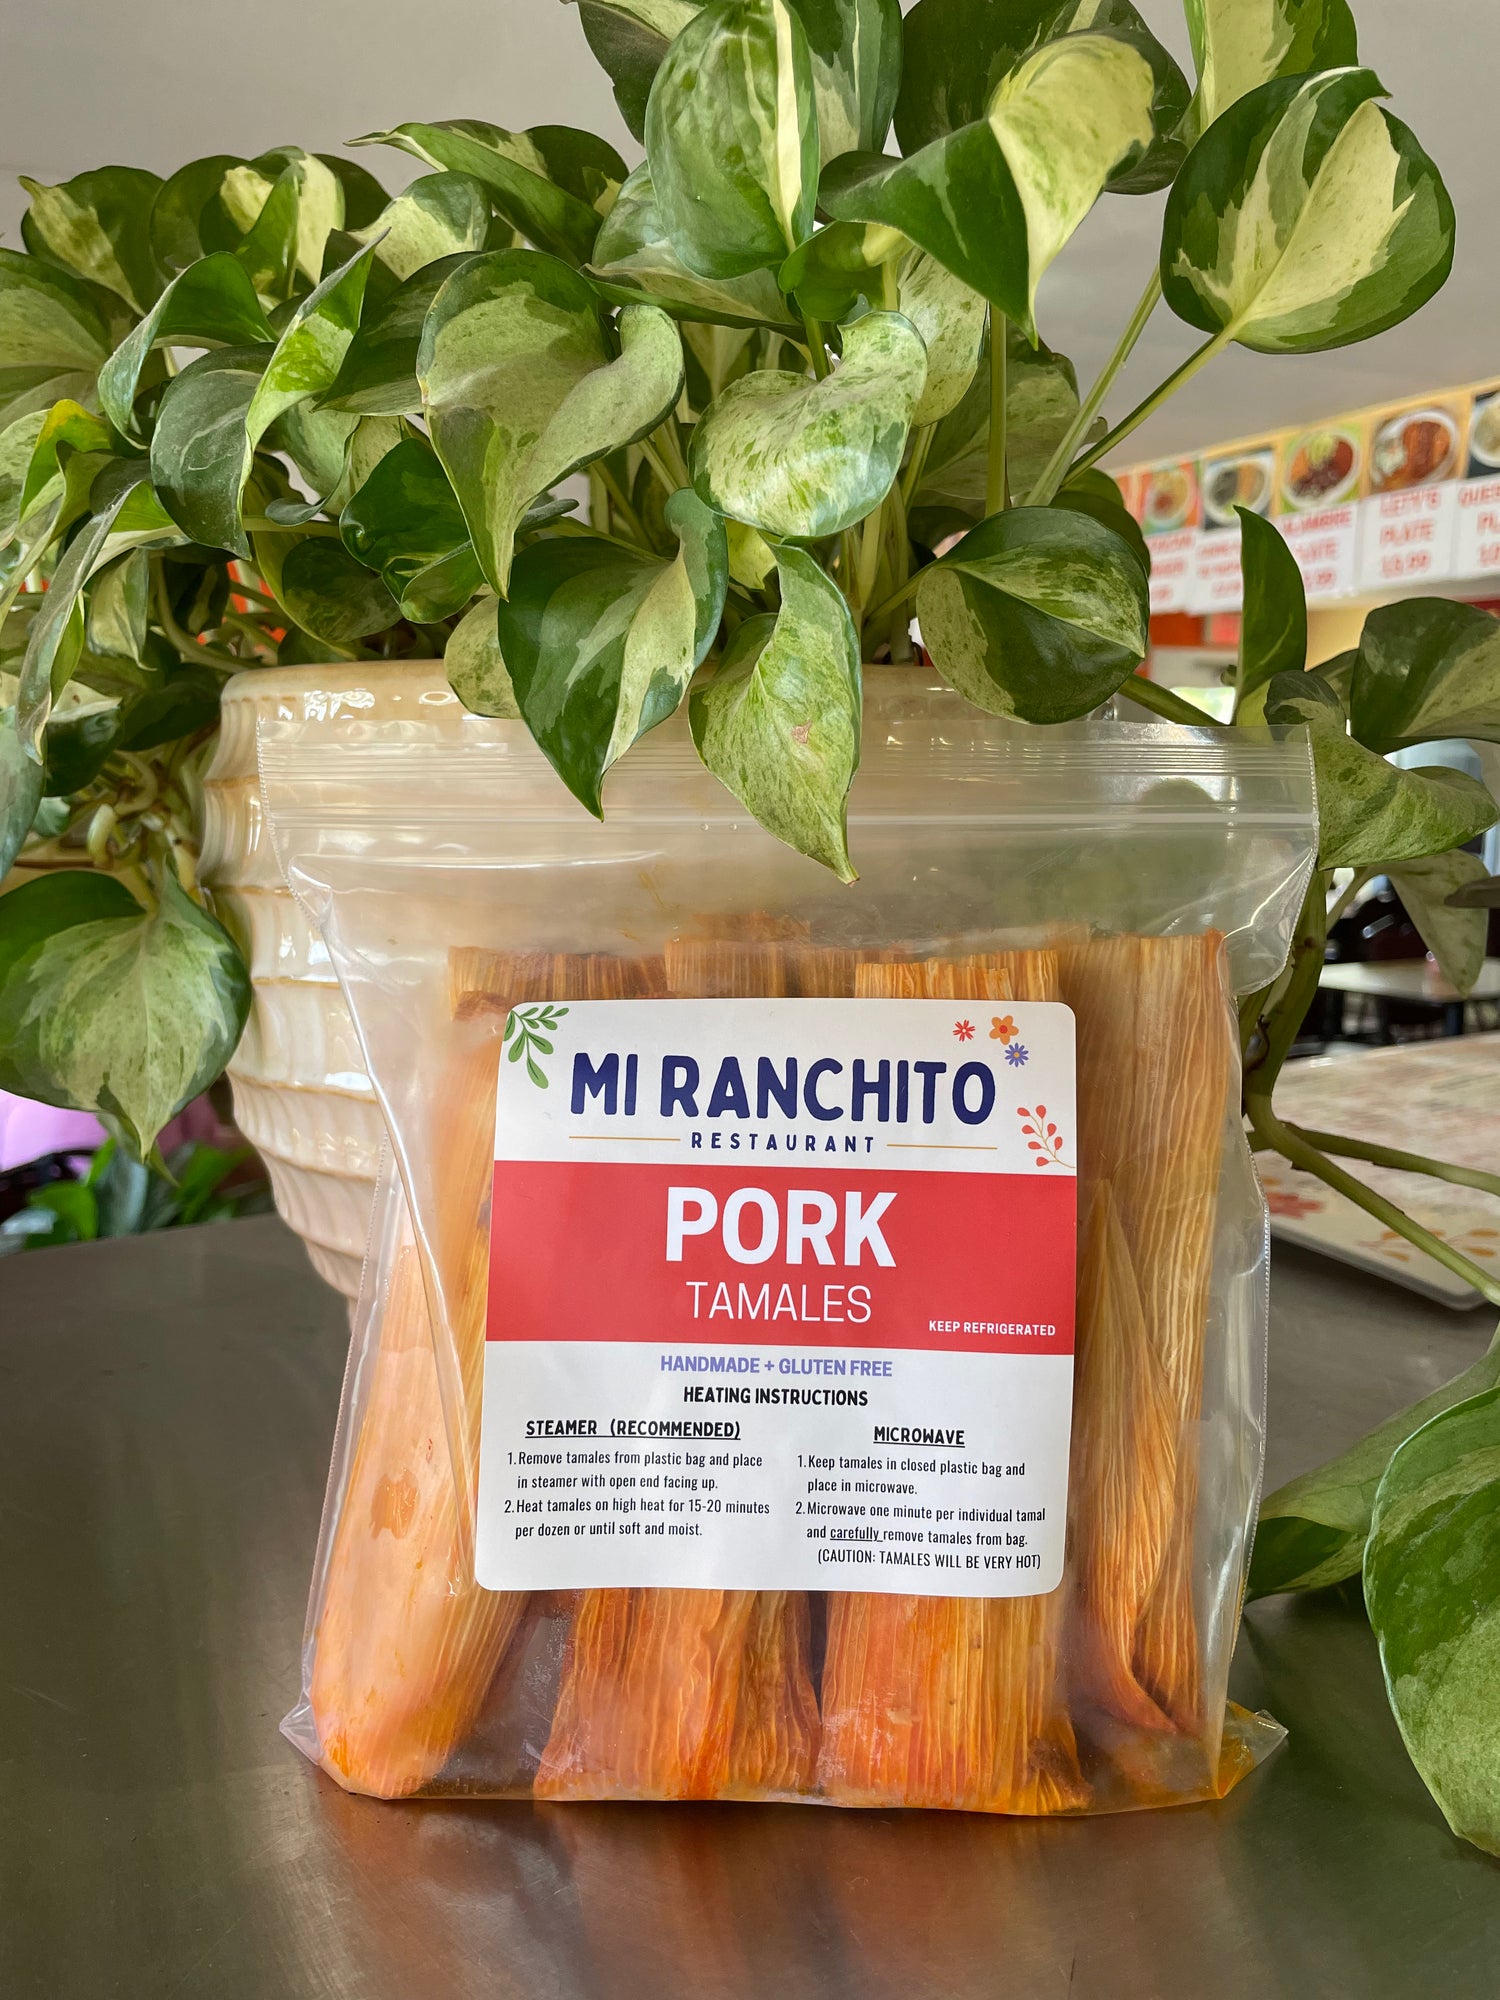 MI RANCHITO
RESTAURANT
PORK
TAMALES
KEEP REFRIGERATED
HANDMADE + GLUTEN FREE
HEATING INSTRUCTIONS
STEAMER (RECOMMENDED)
1. Remove tamales from plastic bag and place
in steamer with open end facing up.
2. Heat tamales on high heat for 15-20 minutes
per dozen or until soft and moist.
MICROWAVE
1. Keep tamales in closed plastic bag and
place in microwave.
2. Microwave one minute per individual tamal
and carefully remove tamales from bag.
(CAUTION: TAMALES WILL BE VERY HOT)
LETY'S
PLATE